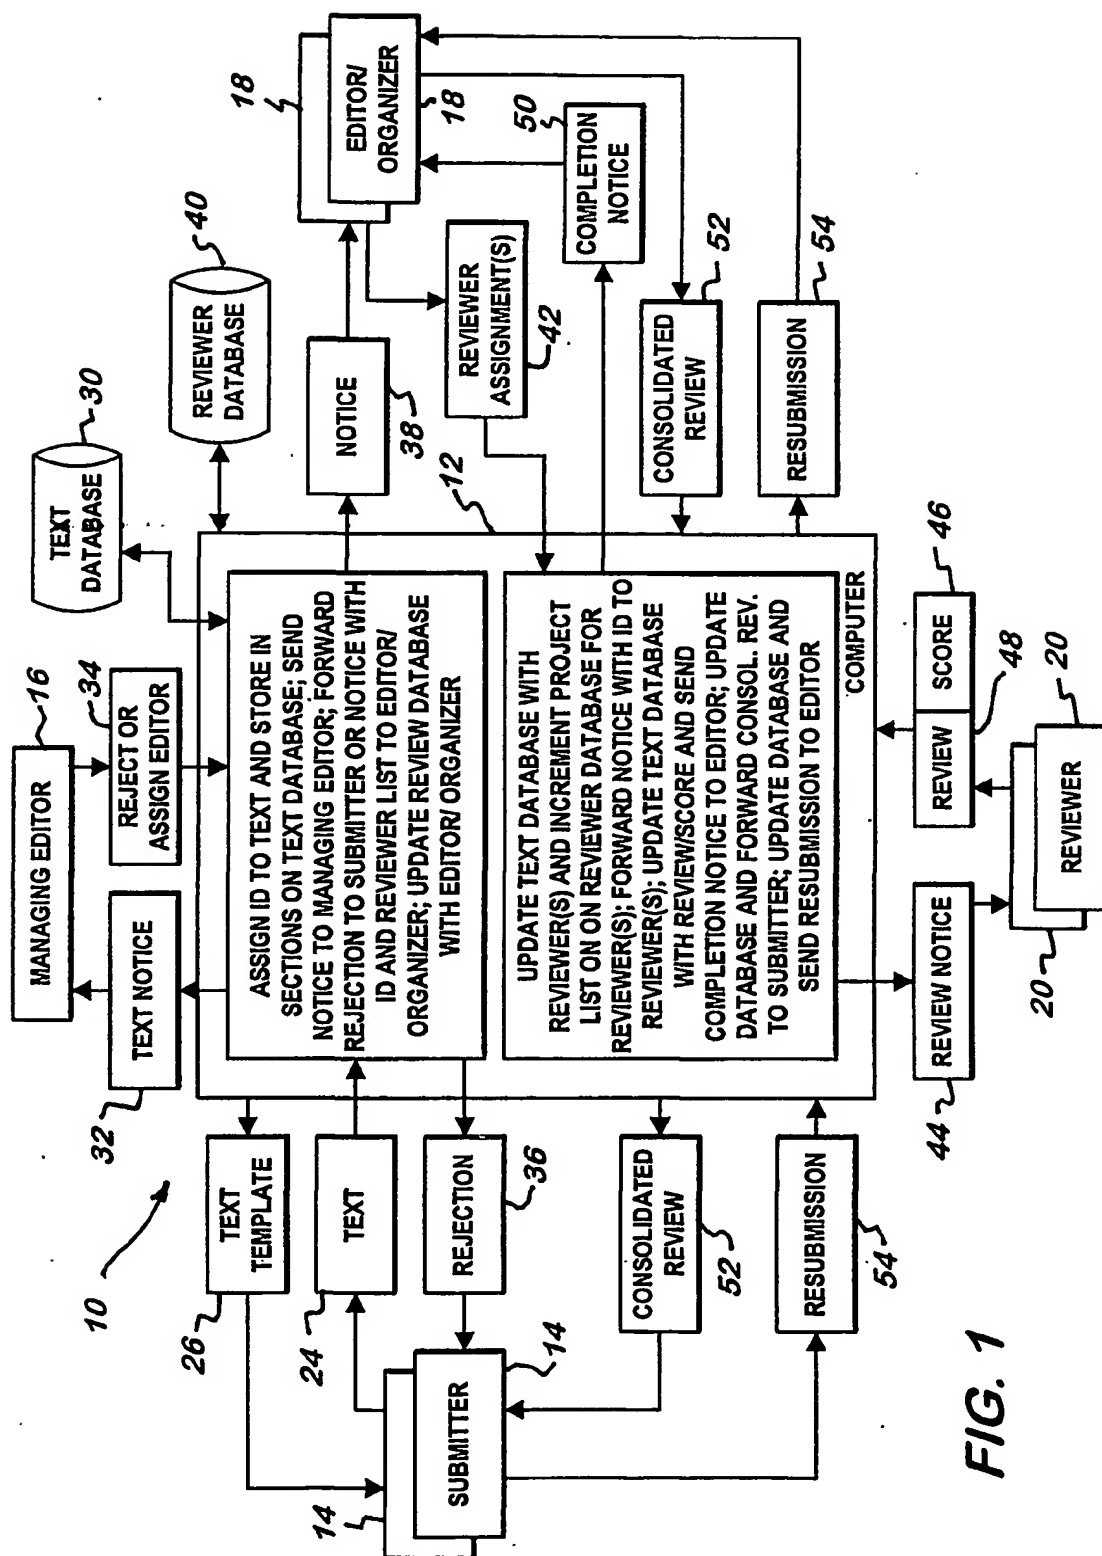 18
EDITOR/
ORGANIZER
18
50
COMPLETION
NOTICE
40
REVIEWER
DATABASE
REVIEWER
ASSIGNMENT(S)
42
52
CONSOLIDATED
REVIEW
54
RESUBMISSION
30
TEXT
DATABASE
NOTICE
38
12
16
MANAGING EDITOR
34
REJECT OR
ASSIGN EDITOR
TEXT NOTICE
32
ASSIGN ID TO TEXT AND STORE IN
SECTIONS ON TEXT DATABASE; SEND
NOTICE TO MANAGING EDITOR; FORWARD
REJECTION TO SUBMITTER OR NOTICE WITH
ID AND REVIEWER LIST TO EDITOR/
ORGANIZER; UPDATE REVIEW DATABASE
WITH EDITOR/ ORGANIZER
UPDATE TEXT DATABASE WITH
REVIEWER(S) AND INCREMENT PROJECT
LIST ON REVIEWER DATABASE FOR
REVIEWER(S); FORWARD NOTICE WITH ID TO
REVIEWER(S); UPDATE TEXT DATABASE
WITH REVIEW/SCORE AND SEND
COMPLETION NOTICE TO EDITOR; UPDATE
DATABASE AND FORWARD CONSOL. REV.
TO SUBMITTER; UPDATE DATABASE AND
SEND RESUBMISSION TO EDITOR
COMPUTER
46
SCORE
REVIEW
48
20
REVIEWER
20
REVIEW NOTICE
44
10
TEXT
TEMPLATE
26
TEXT
24
REJECTION
36
CONSOLIDATED
REVIEW
52
RESUBMISSION
54
14
SUBMITTER
14
FIG. 1